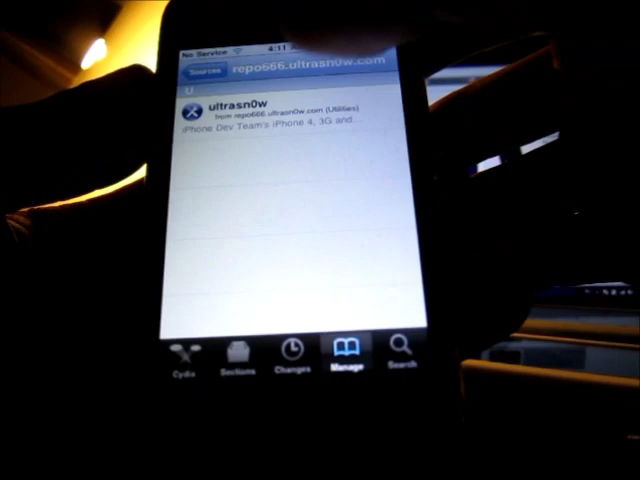 No Service 4:11
Sources repo666.ultrasn0w.com
U
ultrasn0w
from repo666.ultrasn0w.com (Utilities)
iPhone Dev Team's iPhone 4, 3G and...
Cydia Sections Changes Manage Search